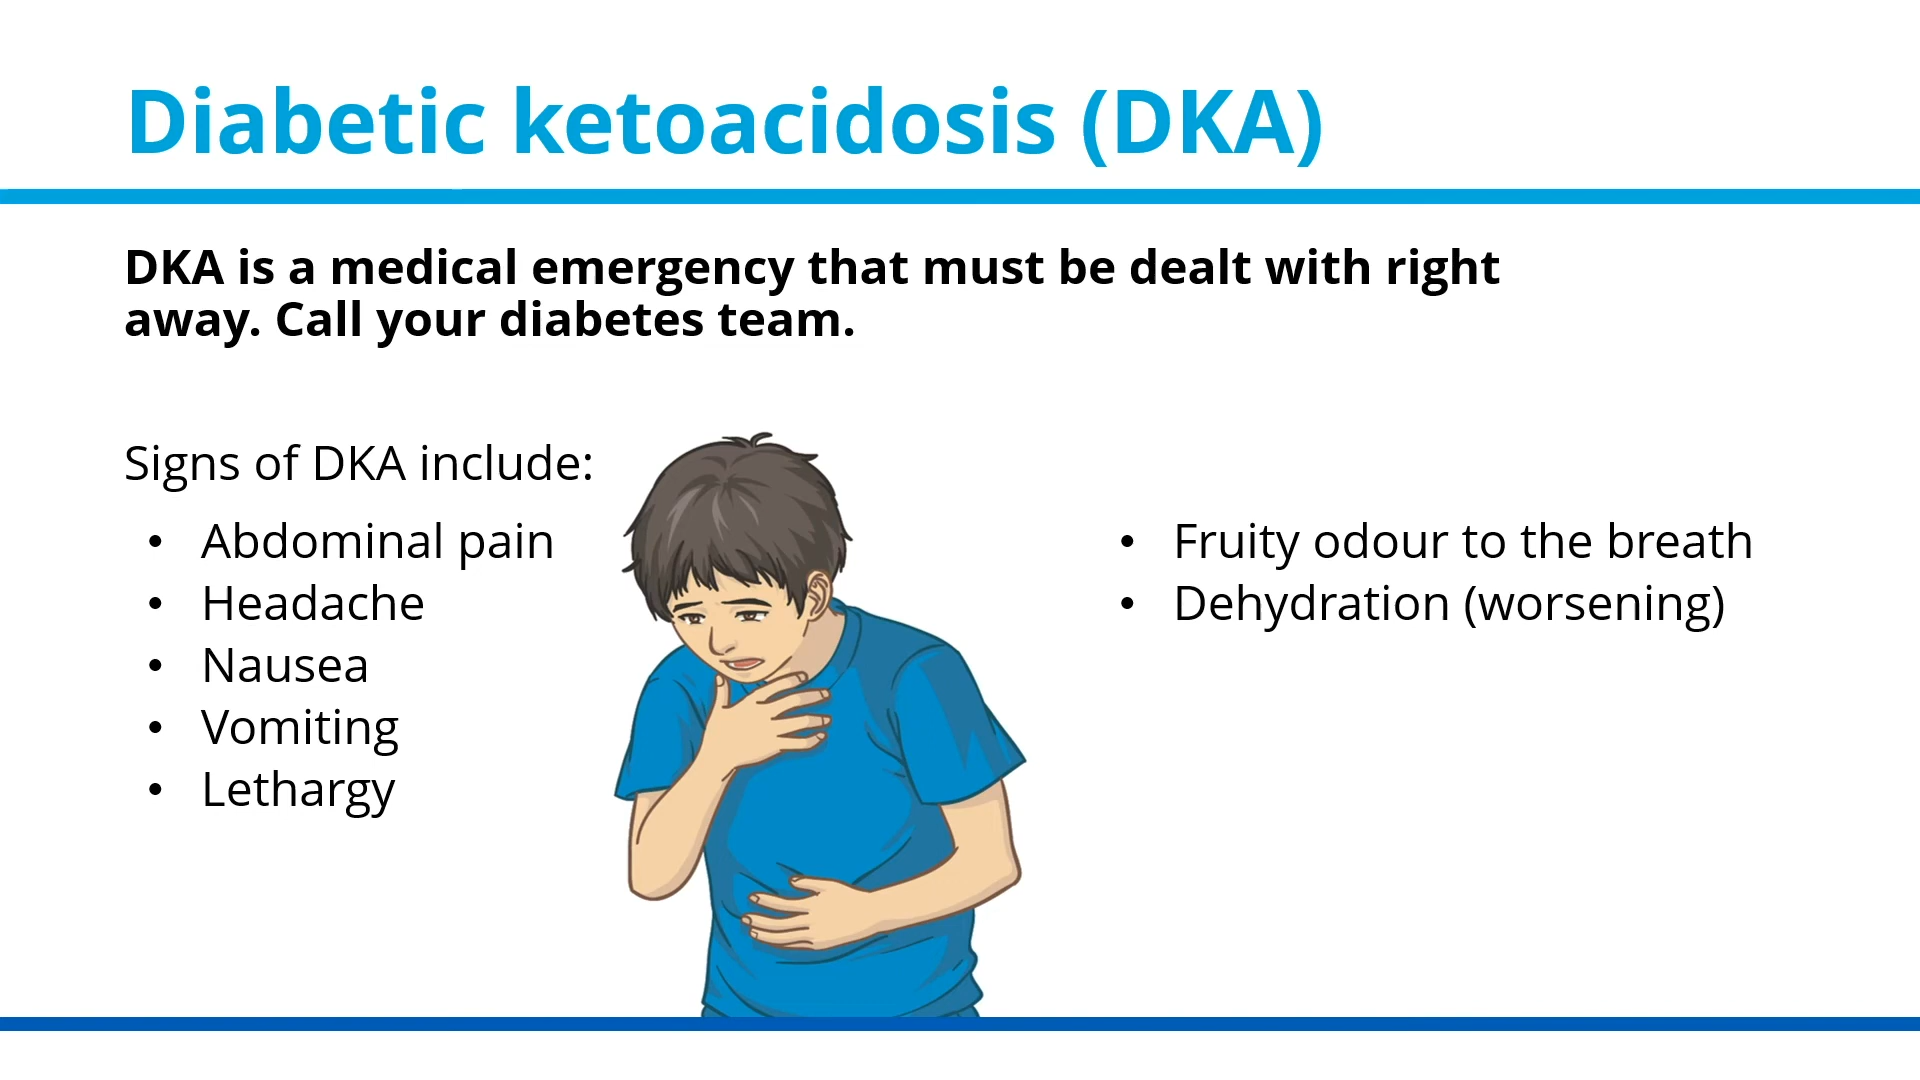 Diabetic ketoacidosis (DKA)
DKA is a medical emergency that must be dealt with right
away. Call your diabetes team.
Signs of DKA include:
• Abdominal pain
• Headache
• Nausea
• Vomiting
• Lethargy
• Fruity odour to the breath
• Dehydration (worsening)